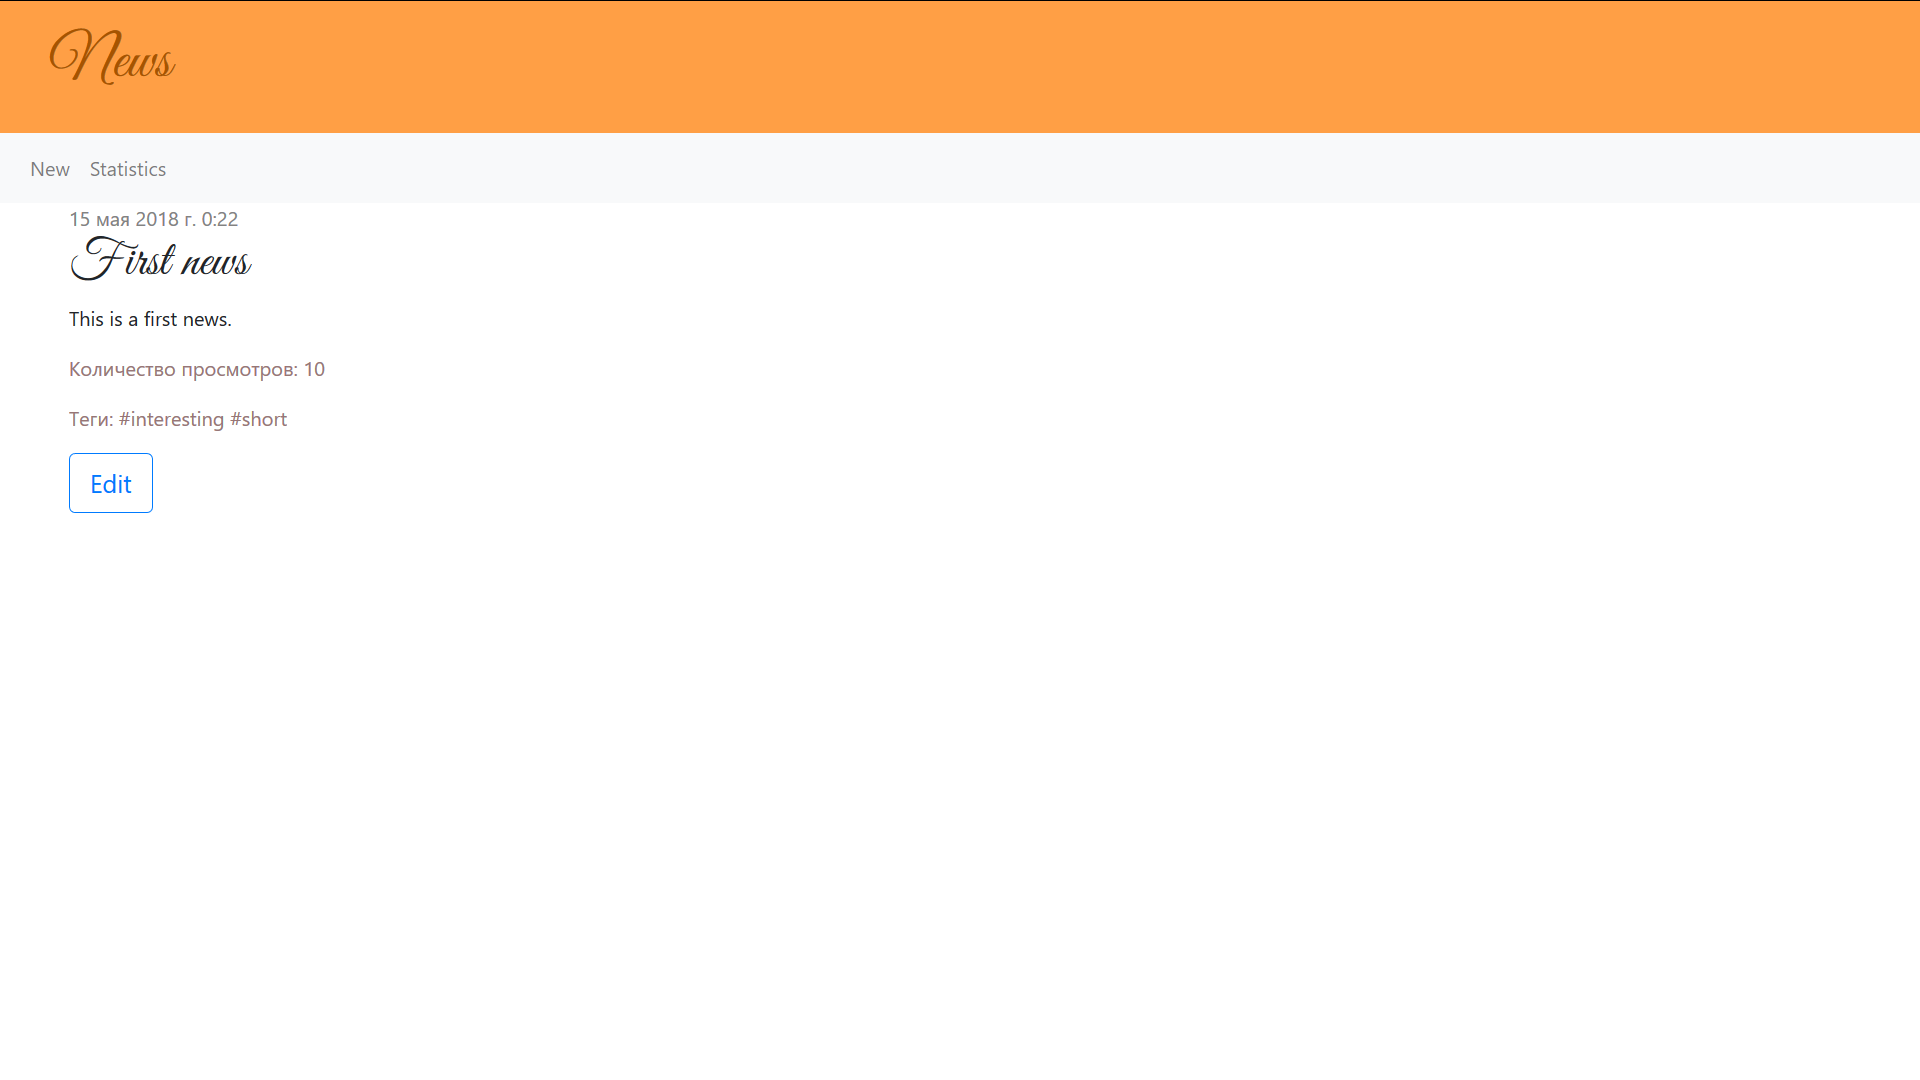 News
New Statistics
15 мая 2018 г. 0:22
First news
This is a first news.
Количество просмотров: 10
Теги: #interesting #short
Edit